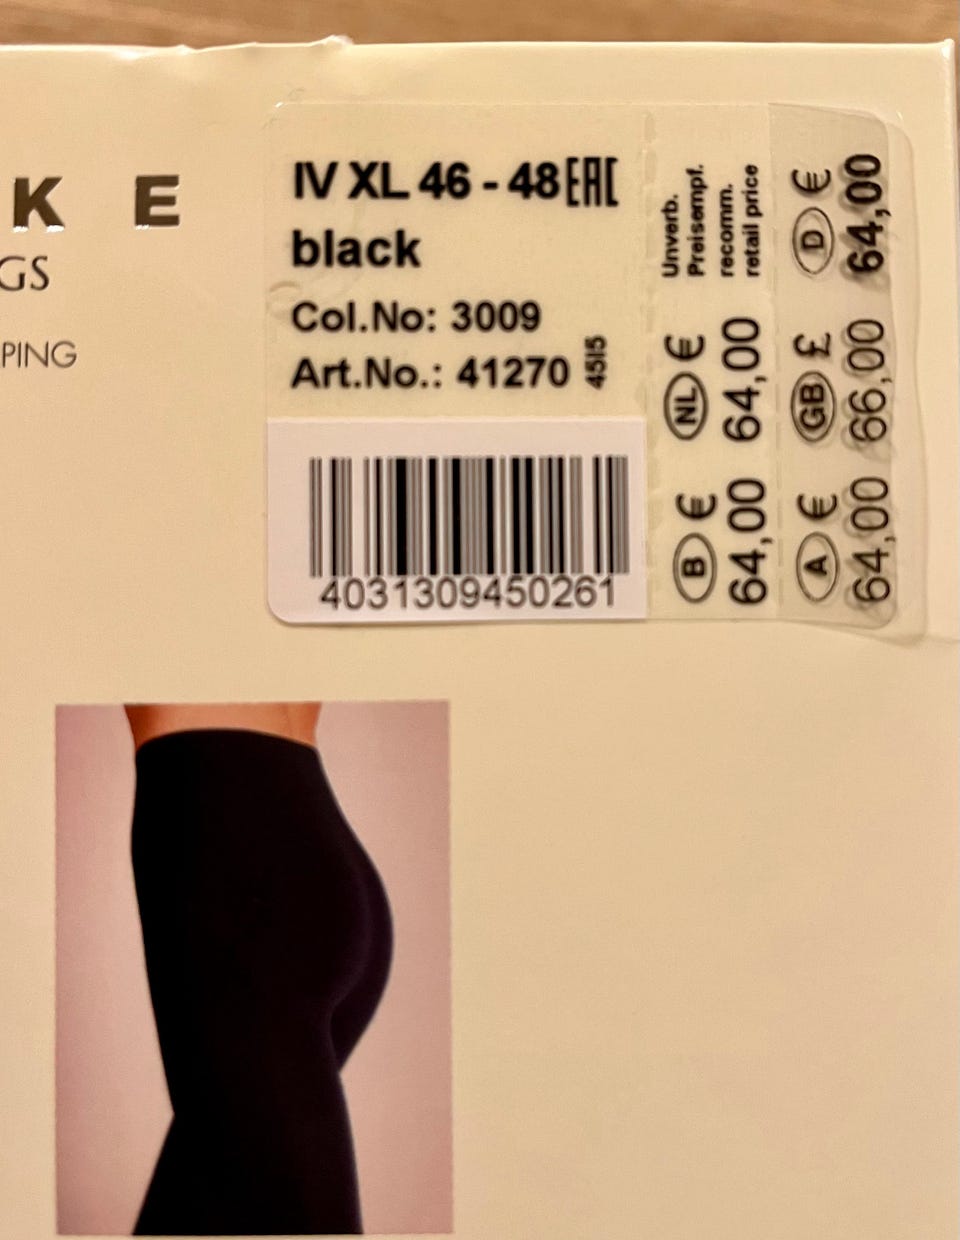 K E
GS
PING
IV XL 46 - 48 EAC
black
Col.No: 3009
Art.No.: 41270 4515
4031309450261
Unverb.
Preisempf.
recomm.
retail price
NL €
64,00
B €
64,00
D €
64,00
GB £
66,00
A €
64,00